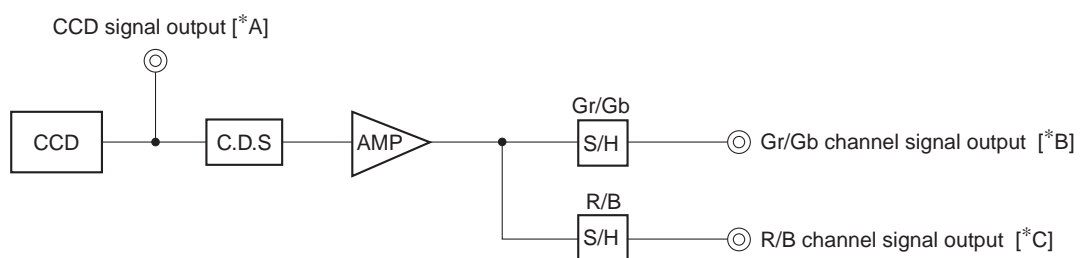 CCD signal output [*A]
CCD
C.D.S
AMP
Gr/Gb
S/H
Gr/Gb channel signal output [*B]
R/B
S/H
R/B channel signal output [*C]